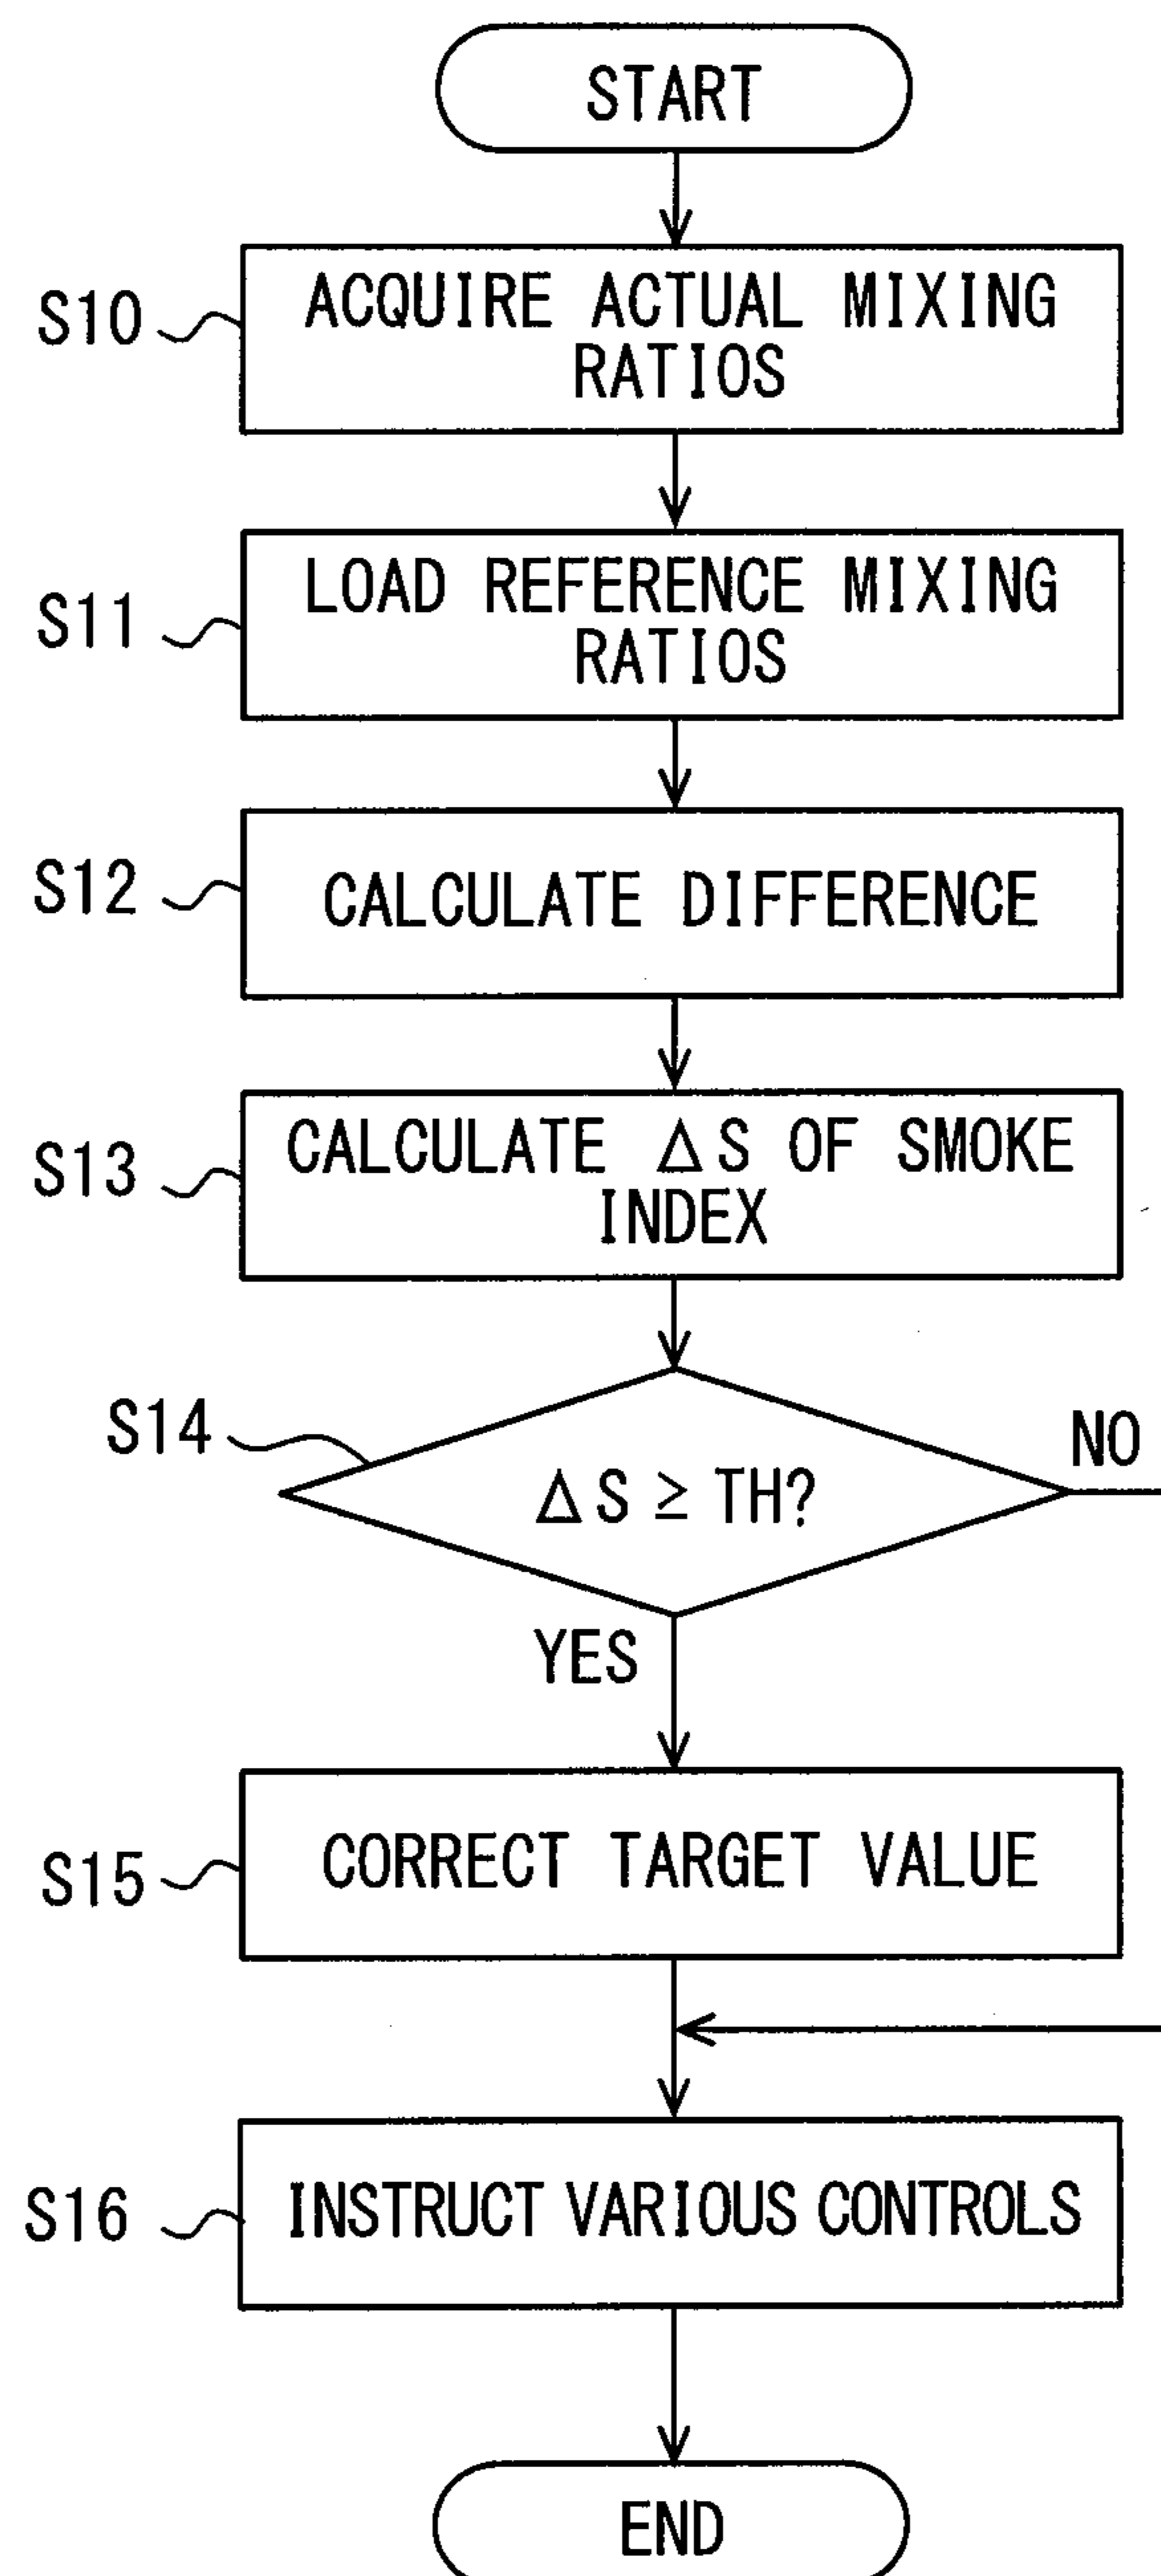 START
S10
ACQUIRE ACTUAL MIXING
RATIOS
S11
LOAD REFERENCE MIXING
RATIOS
S12
CALCULATE DIFFERENCE
S13
CALCULATE ΔS OF SMOKE
INDEX
S14
ΔS ≥ TH?
NO
YES
S15
CORRECT TARGET VALUE
S16
INSTRUCT VARIOUS CONTROLS
END